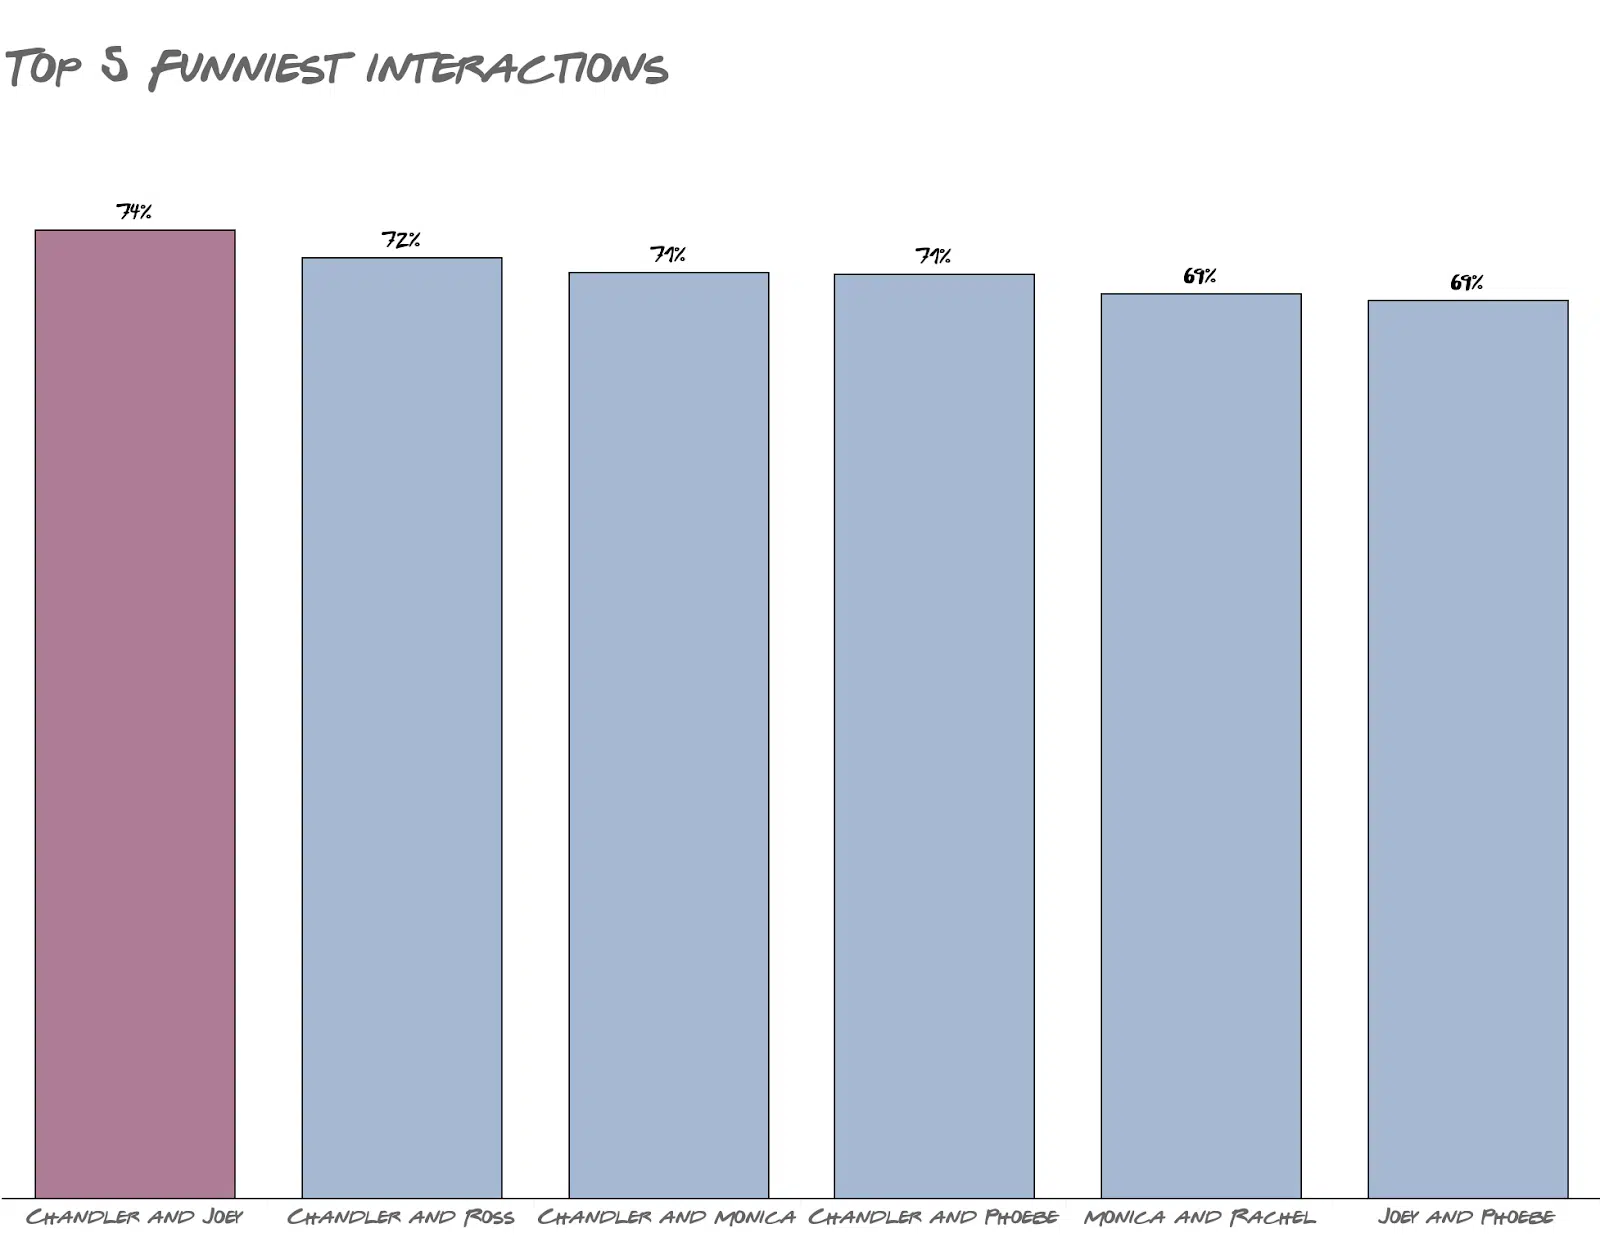 Top 5 Funniest interactions
74%
72%
71%
71%
69%
69%
Chandler and Joey
Chandler and Ross
Chandler and Monica
Chandler and Phoebe
Monica and Rachel
Joey and Phoebe